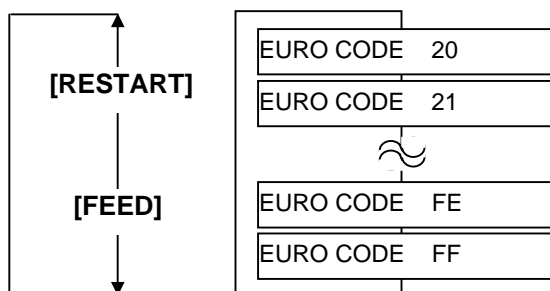 EURO CODE 20
[RESTART]
EURO CODE 21
[FEED]
EURO CODE FE
EURO CODE FF